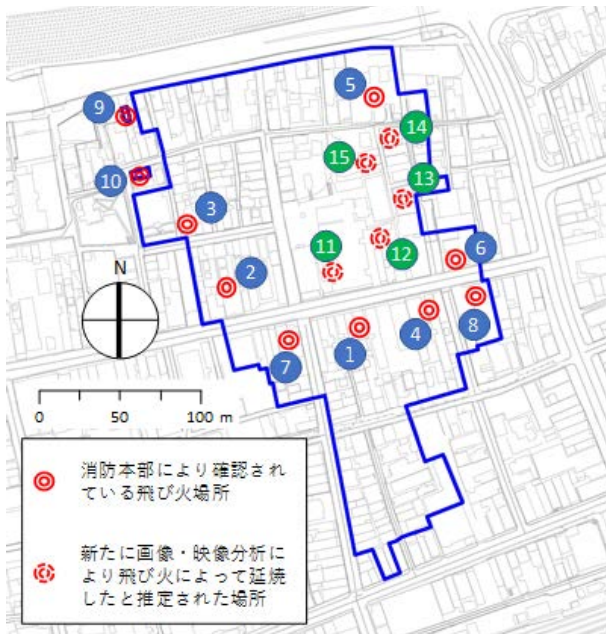 5
9
14
15
10
13
3
11
6
12
2
N
4
8
1
7
0 50 100 m
消防本部により確認され
ている飛び火場所
新たに画像・映像分析に
より飛び火によって延焼
したと推定された場所